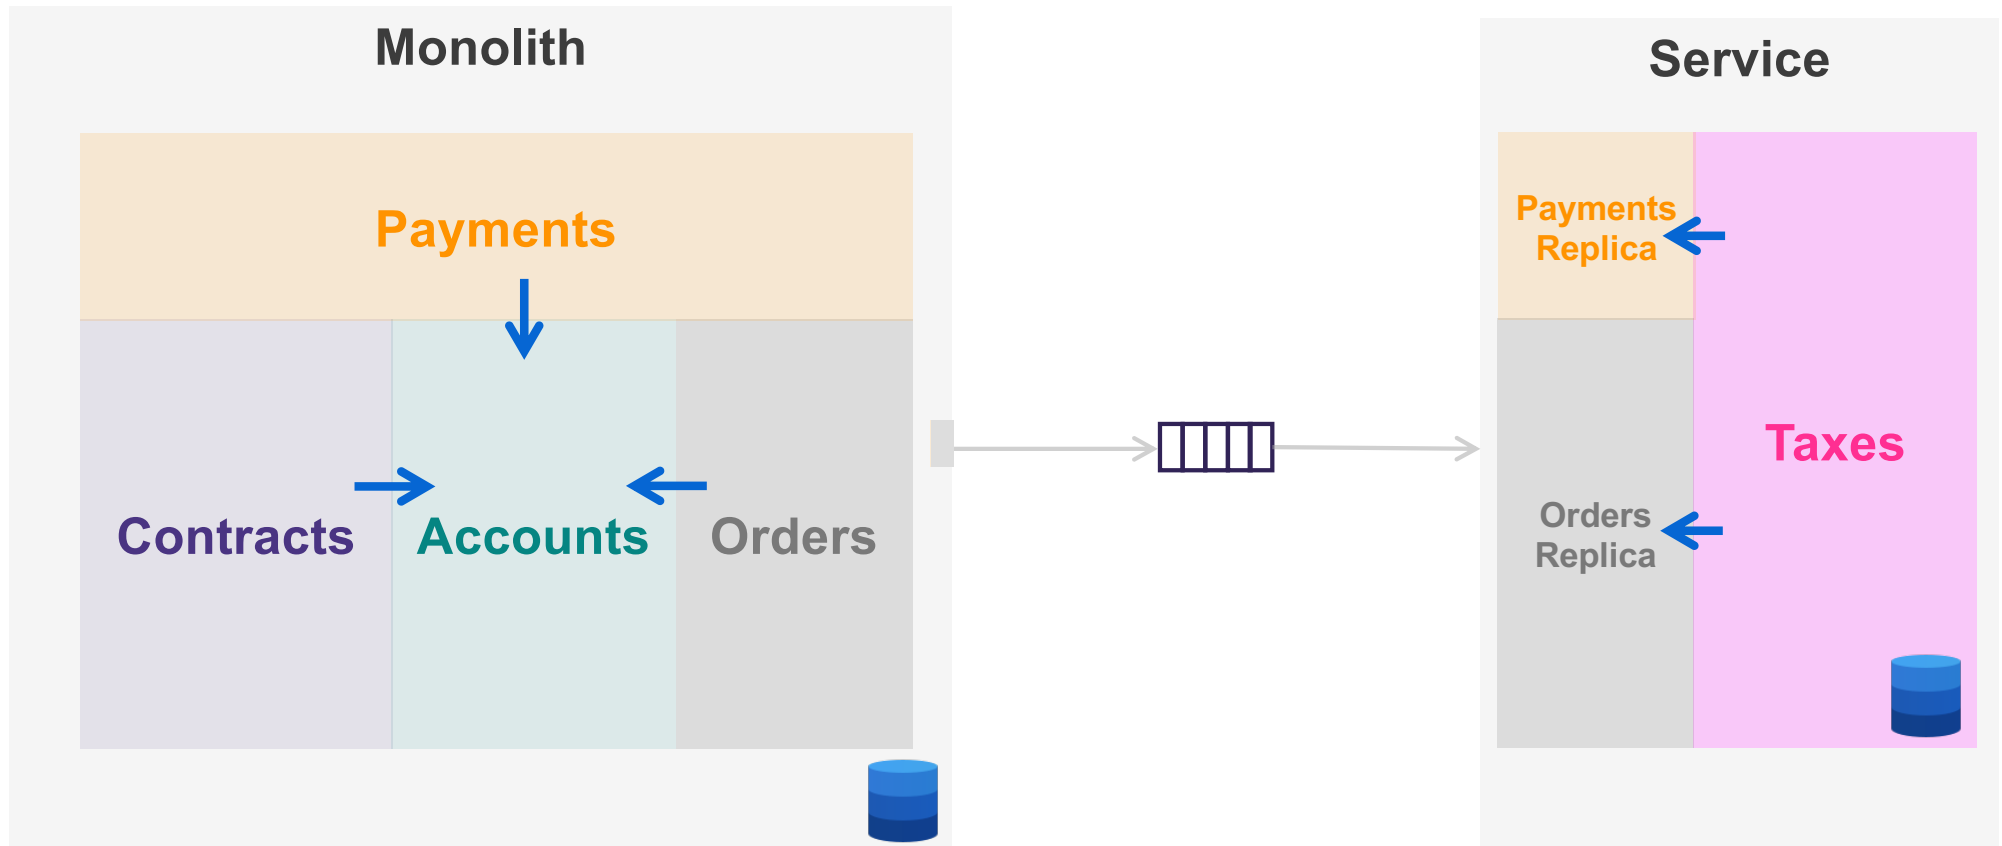 Monolith
Service
Payments
Contracts
Accounts
Orders
Payments
Replica
Orders
Replica
Taxes